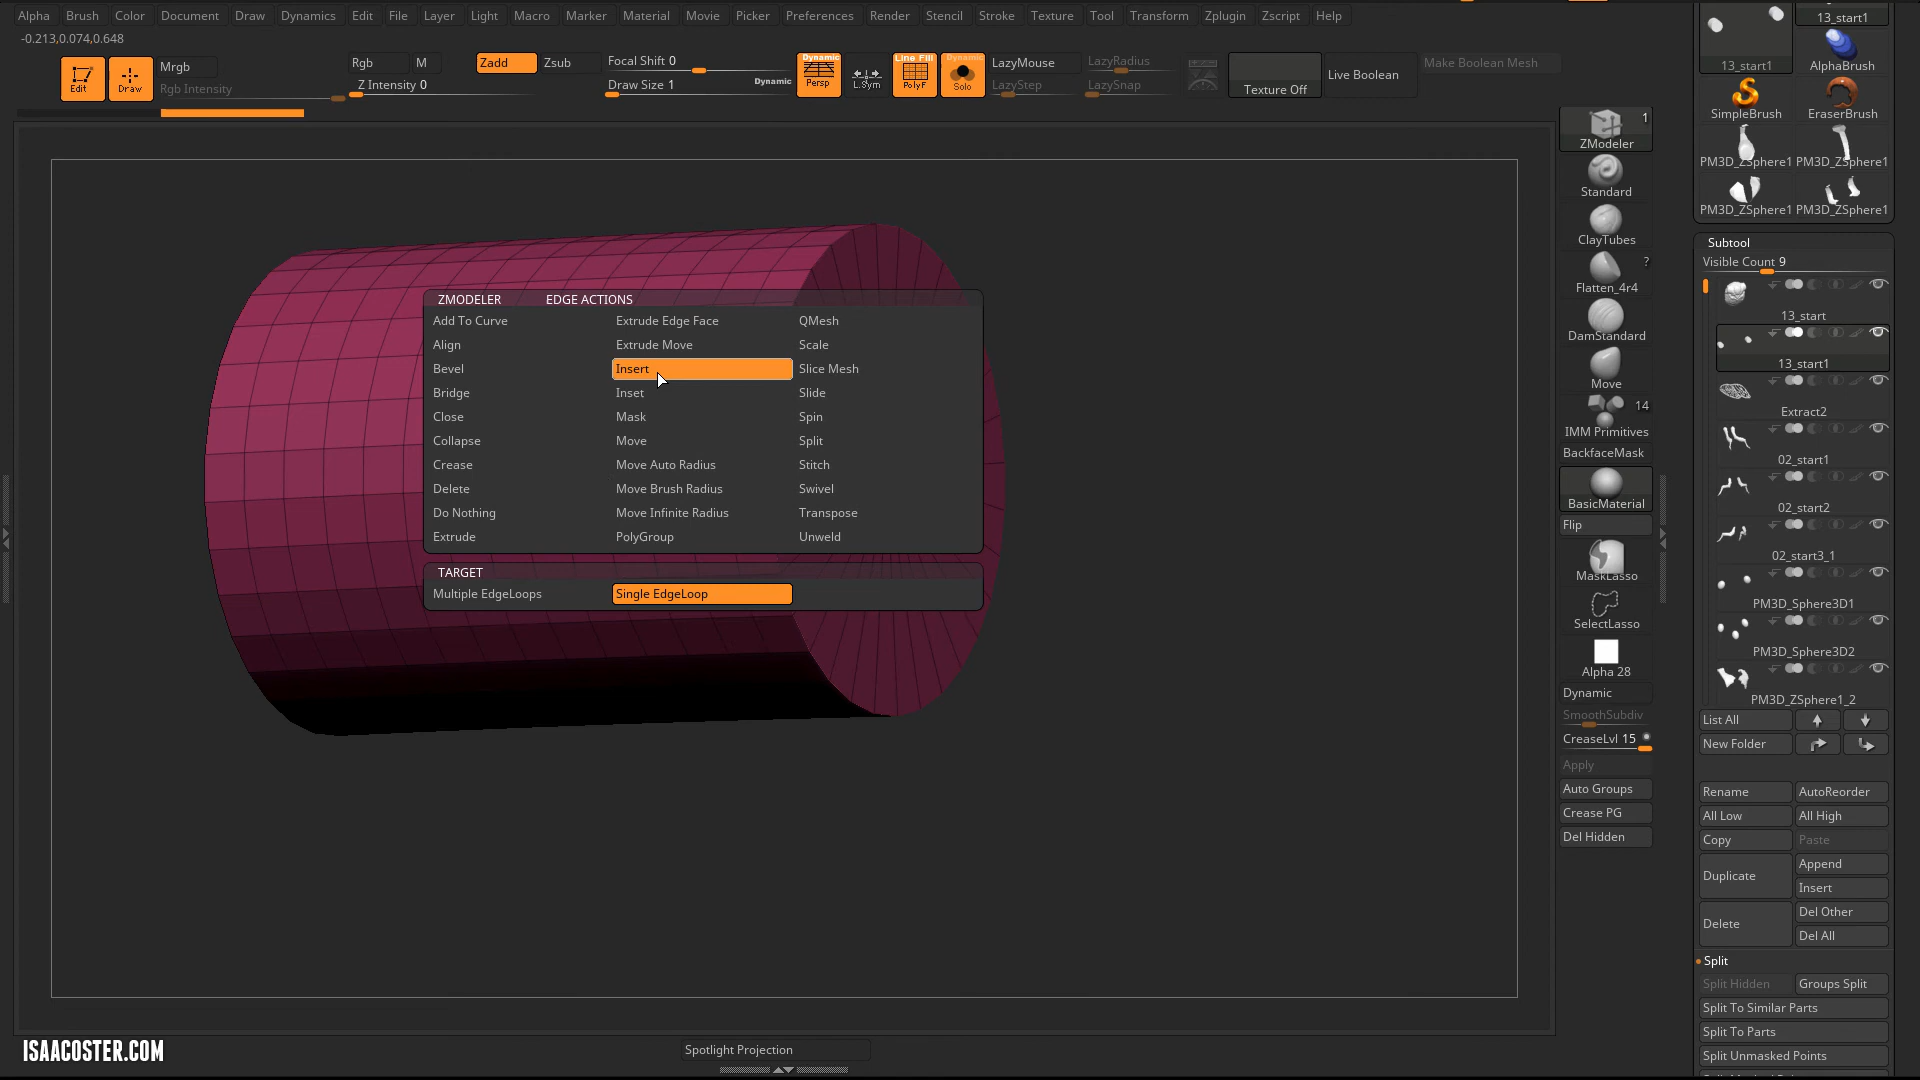 Alpha Brush Color Document Draw Dynamics Edit File Layer Light Macro Marker Material Movie Picker Preferences Render Stencil Stroke Texture Tool Transform Zplugin Zscript Help
-0.213,0.074,0.648
Edit
Draw
Mrgb
Rgb Intensity
Rgb
M
Z Intensity 0
Zadd
Zsub
Focal Shift 0
Draw Size 1
Dynamic
Dynamic
Persp
L.Sym
Line Fill
PolyF
Dynamic
Solo
LazyMouse
LazyRadius
LazyStep
LazySnap
Texture Off
Live Boolean
Make Boolean Mesh
ZMODELER EDGE ACTIONS
Add To Curve Extrude Edge Face QMesh
Align Extrude Move Scale
Bevel Insert Slice Mesh
Bridge Inset Slide
Close Mask Spin
Collapse Move Split
Crease Move Auto Radius Stitch
Delete Move Brush Radius Swivel
Do Nothing Move Infinite Radius Transpose
Extrude PolyGroup Unweld
TARGET
Multiple EdgeLoops Single EdgeLoop
1
ZModeler
Standard
ClayTubes
?
Flatten_4r4
DamStandard
Move
14
IMM Primitives
BackfaceMask
BasicMaterial
Flip
MaskLasso
SelectLasso
Alpha 28
Dynamic
SmoothSubdiv
CreaseLvl 15
Apply
Auto Groups
Crease PG
Del Hidden
13_start1
13_start1 AlphaBrush
SimpleBrush EraserBrush
PM3D_ZSphere1 PM3D_ZSphere1
PM3D_ZSphere1 PM3D_ZSphere1
Subtool
Visible Count 9
13_start
13_start1
Extract2
02_start1
02_start2
02_start3_1
PM3D_Sphere3D1
PM3D_Sphere3D2
PM3D_ZSphere1_2
List All
New Folder
Rename AutoReorder
All Low All High
Copy Paste
Duplicate
Append
Insert
Delete
Del Other
Del All
Split
Split Hidden Groups Split
Split To Similar Parts
Split To Parts
Split Unmasked Points
ISAACOSTER.COM
Spotlight Projection